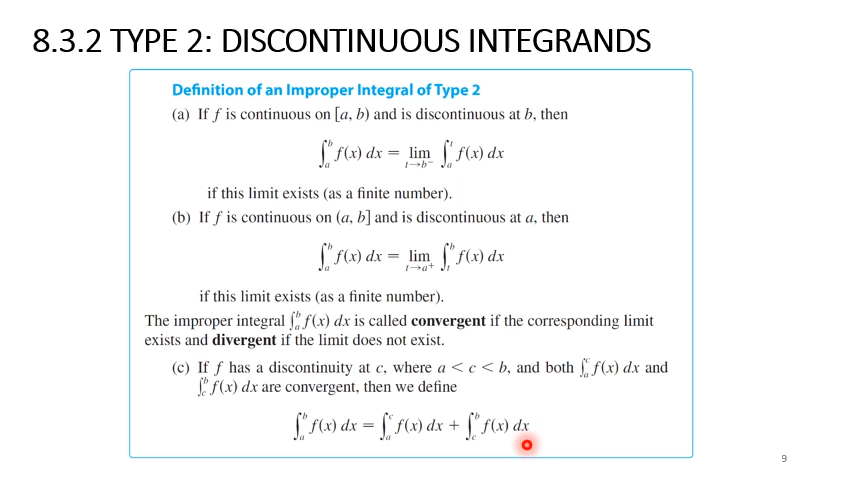 8.3.2 TYPE 2: DISCONTINUOUS INTEGRANDS
Definition of an Improper Integral of Type 2
(a) If f is continuous on [a, b) and is discontinuous at b, then
∫_a^b f(x) dx = lim_{t→b⁻} ∫_a^t f(x) dx
if this limit exists (as a finite number).
(b) If f is continuous on (a, b] and is discontinuous at a, then
∫_a^b f(x) dx = lim_{t→a⁺} ∫_t^b f(x) dx
if this limit exists (as a finite number).
The improper integral ∫_a^b f(x) dx is called convergent if the corresponding limit
exists and divergent if the limit does not exist.
(c) If f has a discontinuity at c, where a < c < b, and both ∫_a^c f(x) dx and
∫_c^b f(x) dx are convergent, then we define
∫_a^b f(x) dx = ∫_a^c f(x) dx + ∫_c^b f(x) dx
9